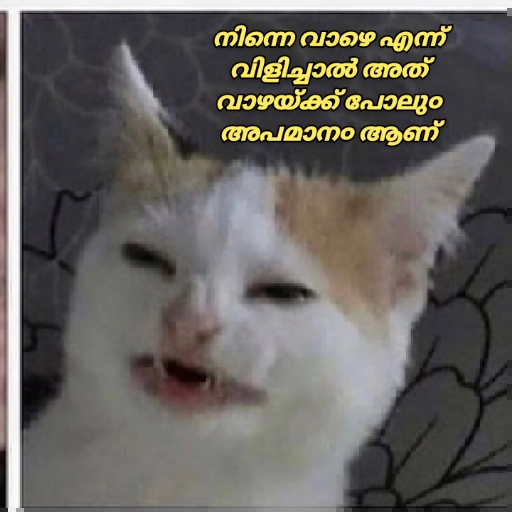 നിന്നെ വാഴെ എന്ന്
വിളിച്ചാൽ അത്
വാഴയ്ക്ക് പോലും
അപമാനം ആണ്